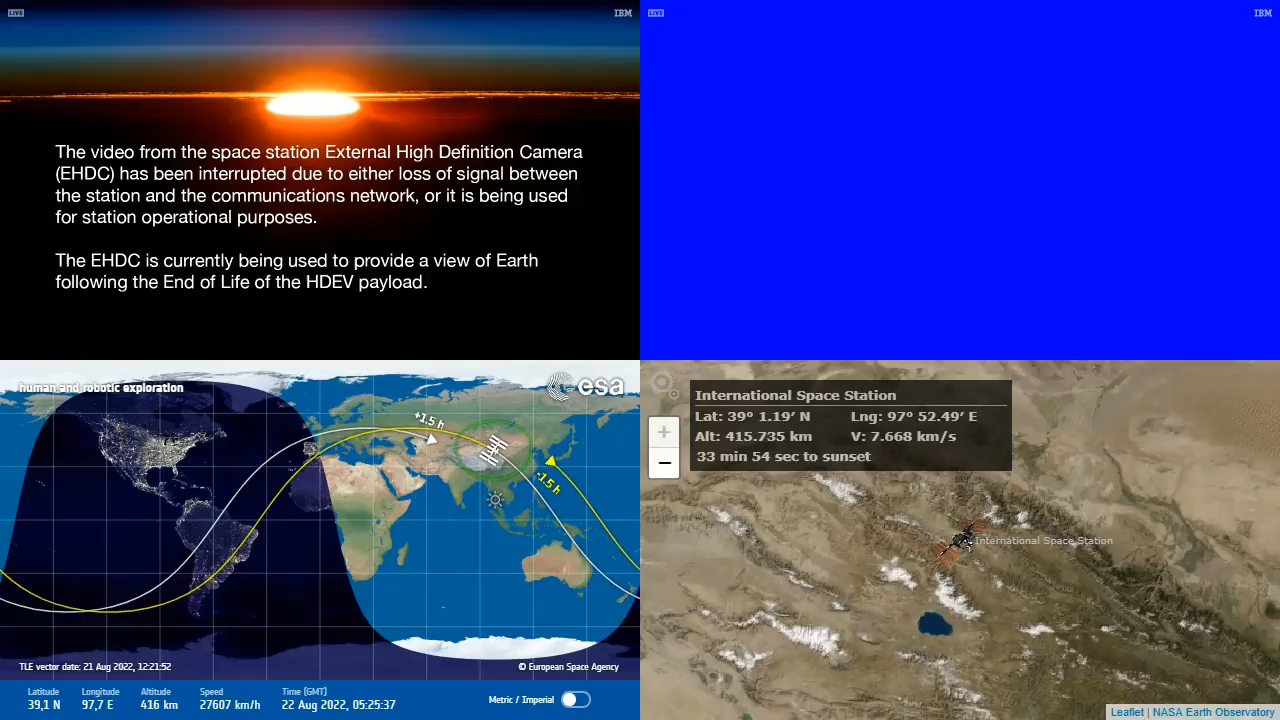 LIVE
IBM
The video from the space station External High Definition Camera
(EHDC) has been interrupted due to either loss of signal between
the station and the communications network, or it is being used
for station operational purposes.
The EHDC is currently being used to provide a view of Earth
following the End of Life of the HDEV payload.
LIVE
IBM
human and robotic exploration
esa
+1.5 h
-1.5 h
TLE vector date: 21 Aug 2022, 12:21:52
© European Space Agency
Latitude
39,1 N
Longitude
97,7 E
Altitude
416 km
Speed
27607 km/h
Time (GMT)
22 Aug 2022, 05:25:37
Metric / Imperial
International Space Station
Lat: 39° 1.19′ N Lng: 97° 52.49′ E
Alt: 415.735 km V: 7.668 km/s
33 min 54 sec to sunset
+
−
International Space Station
Leaflet | NASA Earth Observatory